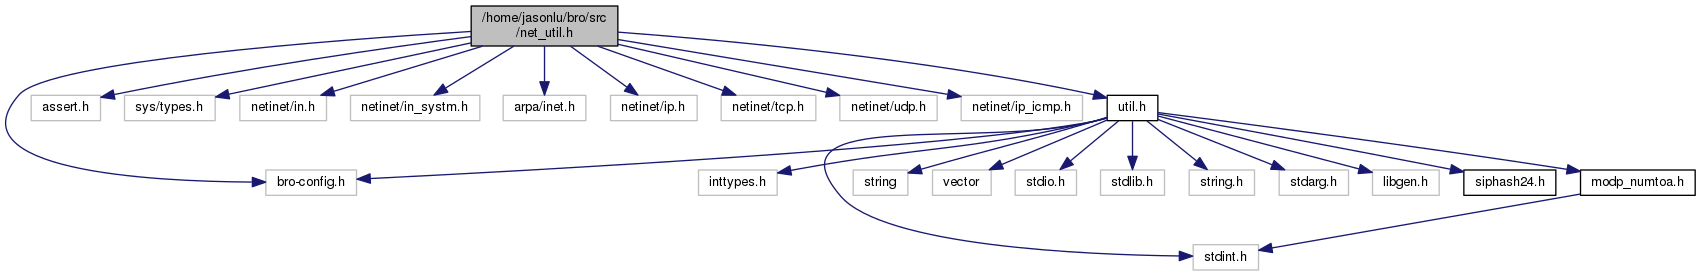 /home/jasonlu/bro/src
/net_util.h
assert.h
sys/types.h
netinet/in.h
netinet/in_systm.h
arpa/inet.h
netinet/ip.h
netinet/tcp.h
netinet/udp.h
netinet/ip_icmp.h
util.h
bro-config.h
inttypes.h
string
vector
stdio.h
stdlib.h
string.h
stdarg.h
libgen.h
siphash24.h
modp_numtoa.h
stdint.h